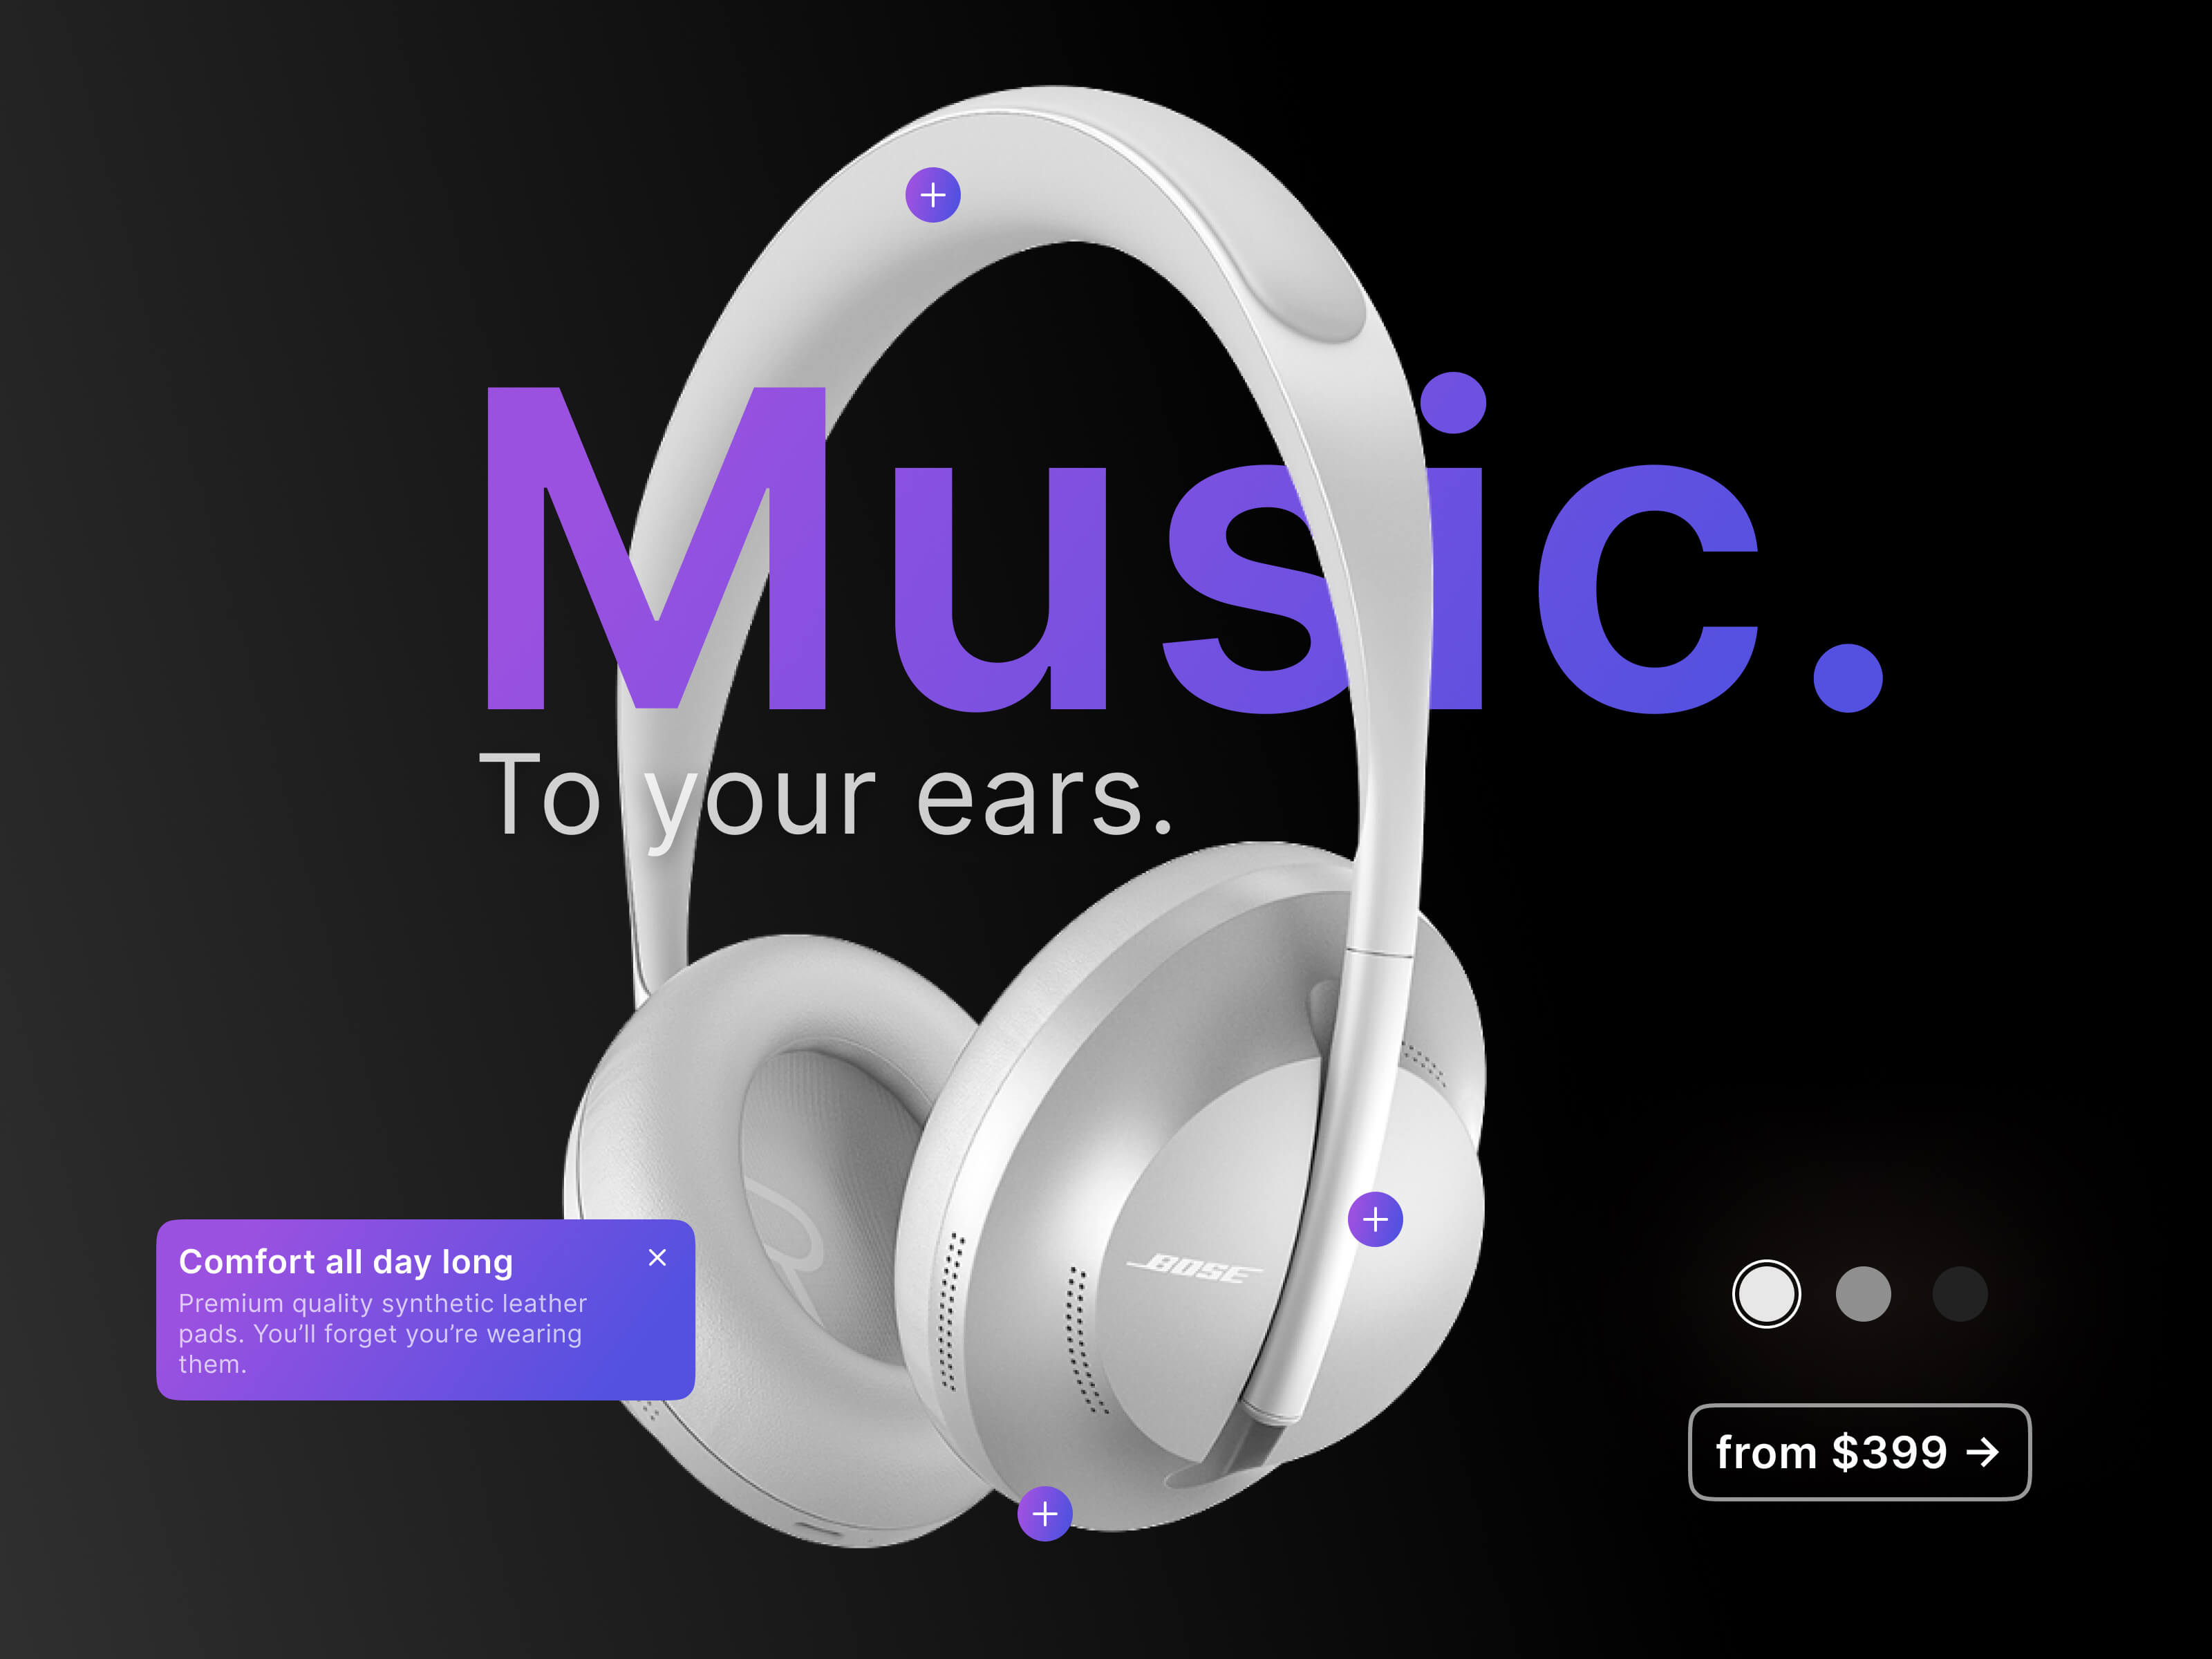 Music.
To your ears.
R
BOSE
Comfort all day long
Premium quality synthetic leather
pads. You’ll forget you’re wearing
them.
from $399 →